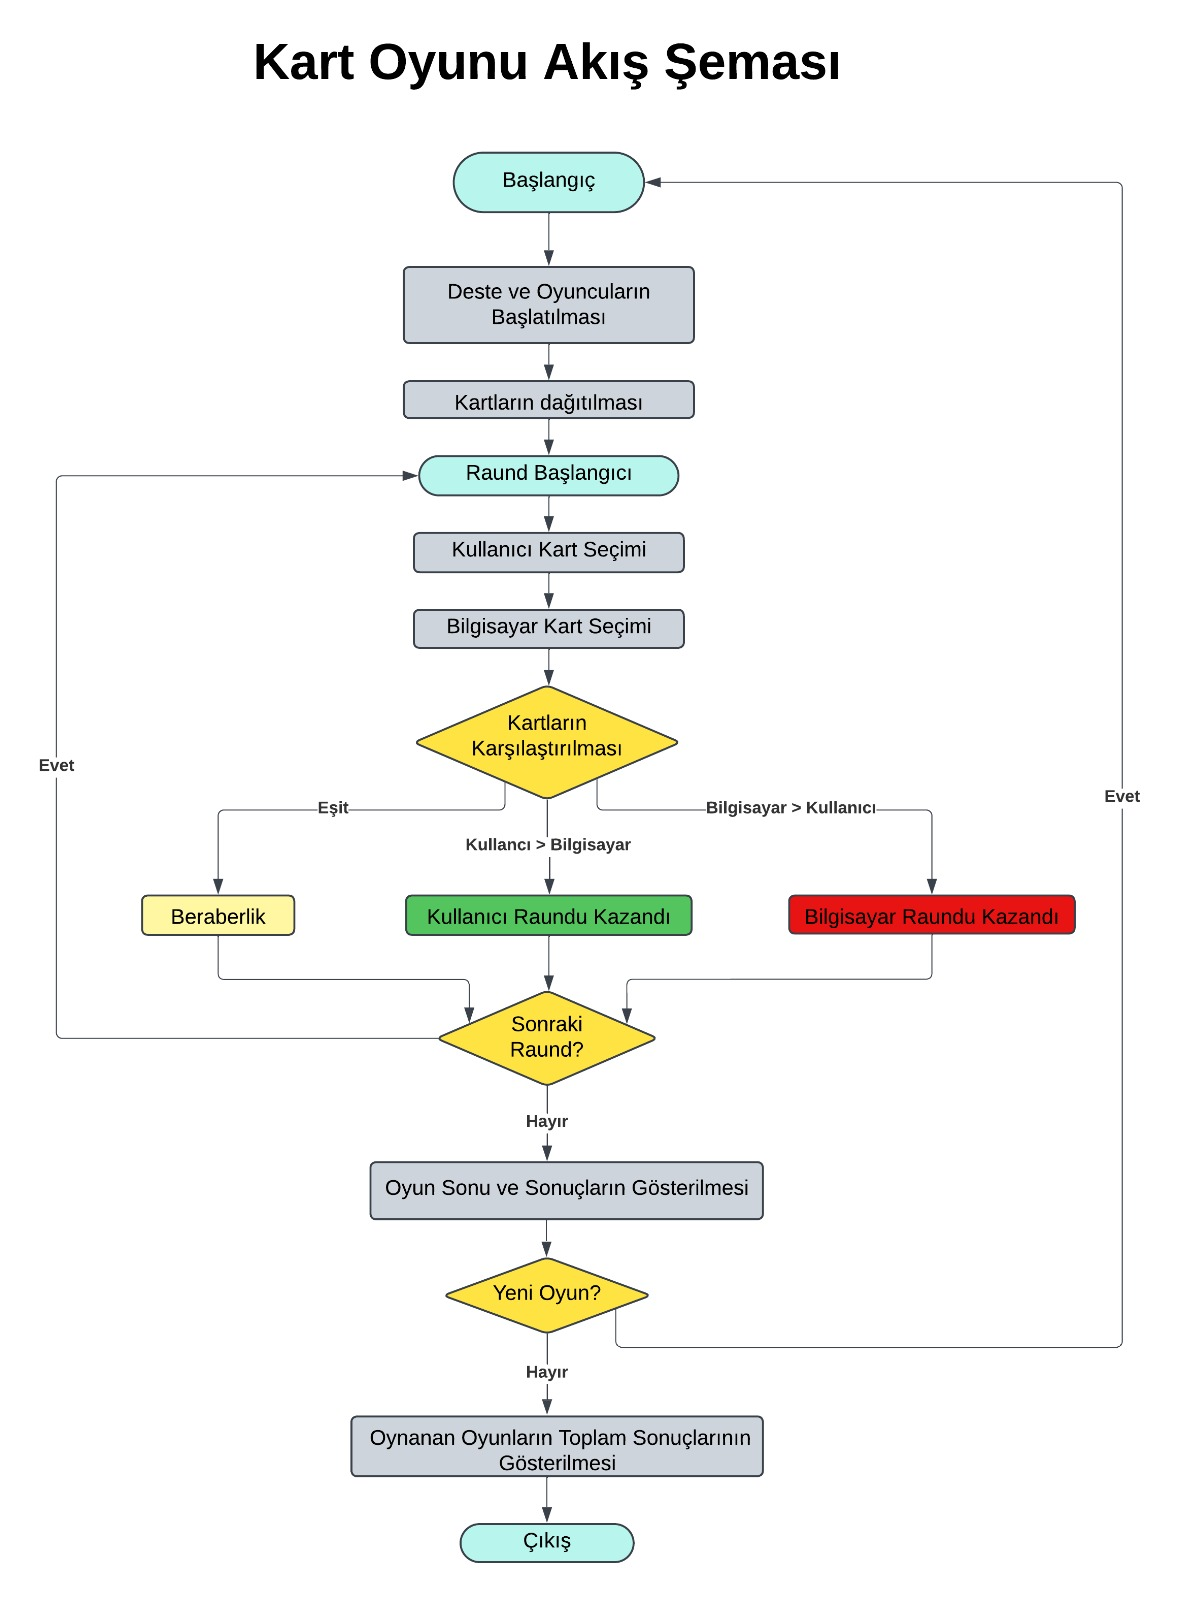 Kart Oyunu Akış Şeması
Başlangıç
Deste ve Oyuncuların
Başlatılması
Kartların dağıtılması
Raund Başlangıcı
Kullanıcı Kart Seçimi
Bilgisayar Kart Seçimi
Kartların
Karşılaştırılması
Evet
Evet
Eşit
Bilgisayar > Kullanıcı
Kullancı > Bilgisayar
Beraberlik
Kullanıcı Raundu Kazandı
Bilgisayar Raundu Kazandı
Sonraki
Raund?
Hayır
Oyun Sonu ve Sonuçların Gösterilmesi
Yeni Oyun?
Hayır
Oynanan Oyunların Toplam Sonuçlarının
Gösterilmesi
Çıkış